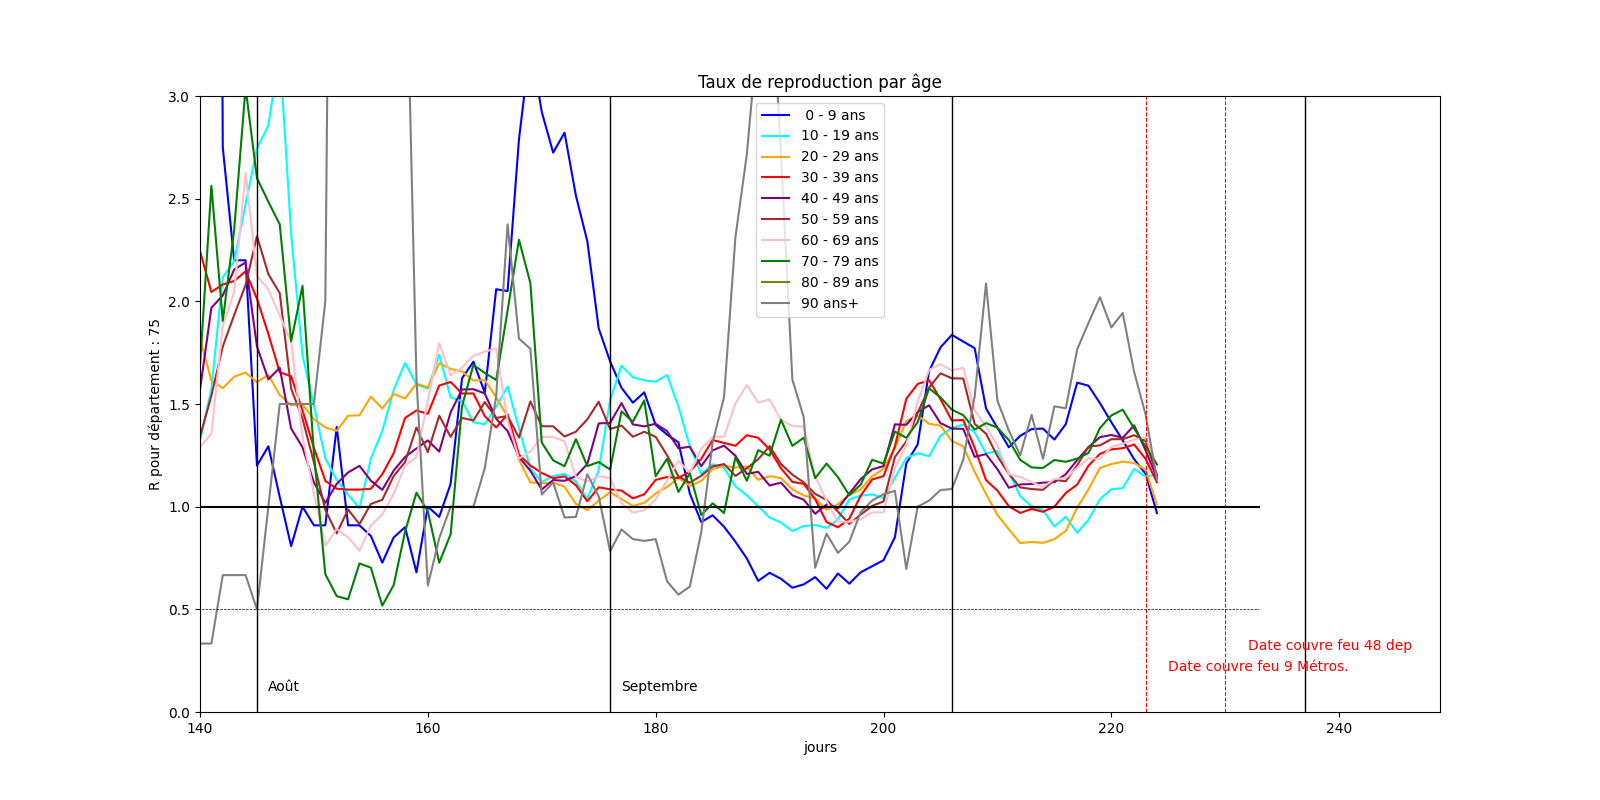 Taux de reproduction par âge
3.0
2.5
2.0
1.5
1.0
0.5
0.0
R pour département : 75
0 - 9 ans
10 - 19 ans
20 - 29 ans
30 - 39 ans
40 - 49 ans
50 - 59 ans
60 - 69 ans
70 - 79 ans
80 - 89 ans
90 ans+
Date couvre feu 48 dep
Date couvre feu 9 Métros.
Août
Septembre
140
160
180
200
220
240
jours